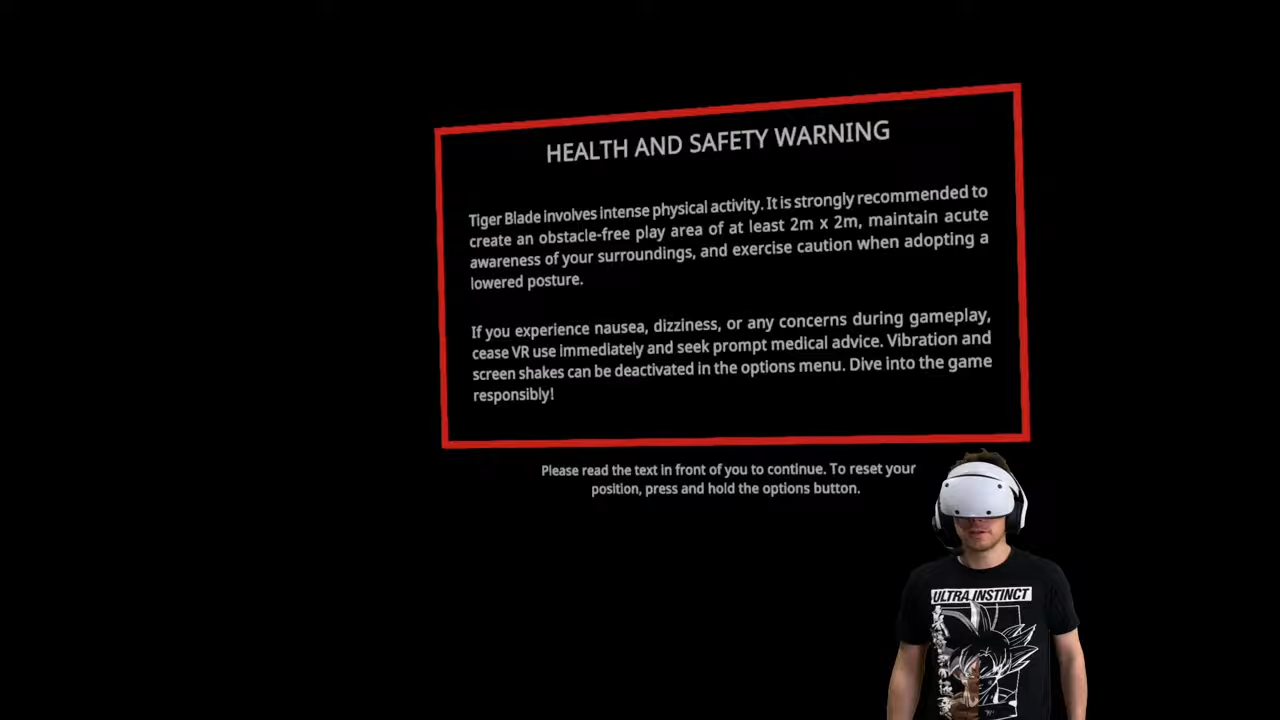 HEALTH AND SAFETY WARNING
Tiger Blade involves intense physical activity. It is strongly recommended to
create an obstacle-free play area of at least 2m x 2m, maintain acute
awareness of your surroundings, and exercise caution when adopting a
lowered posture.
If you experience nausea, dizziness, or any concerns during gameplay,
cease VR use immediately and seek prompt medical advice. Vibration and
screen shakes can be deactivated in the options menu. Dive into the game
responsibly!
Please read the text in front of you to continue. To reset your
position, press and hold the options button.
ULTRA INSTINCT